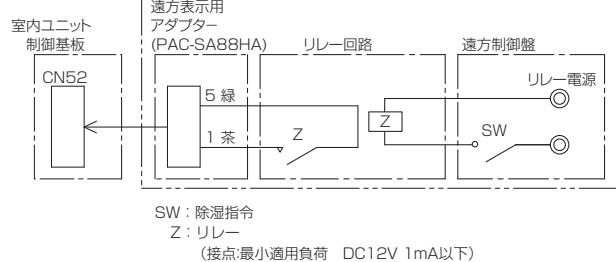 遠方表示用
アダプター
(PAC-SA88HA)
室内ユニット
制御基板
リレー回路
遠方制御盤
CN52
リレー電源
5 緑
1 茶
Z
Z
SW
SW：除湿指令
Z：リレー
（接点:最小適用負荷　DC12V 1mA以下）